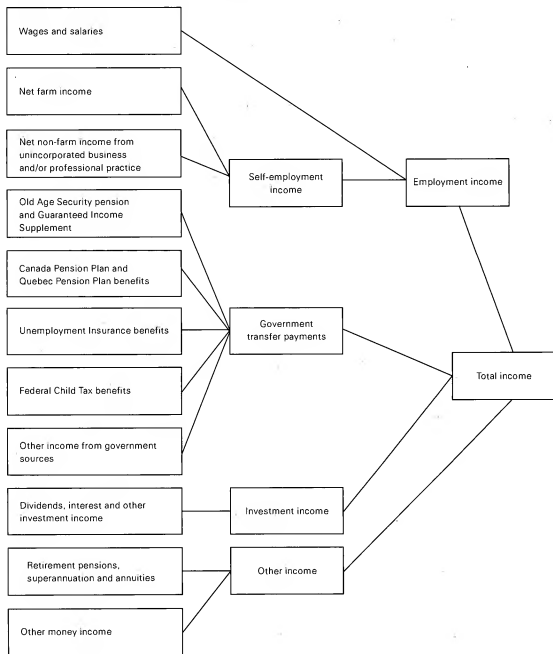 Wages and salaries
Net farm income
Net non-farm income from
unincorporated business
and/or professional practice
Old Age Security pension
and Guaranteed Income
Supplement
Canada Pension Plan and
Quebec Pension Plan benefits
Unemployment Insurance benefits
Federal Child Tax benefits
Other income from government
sources
Dividends, interest and other
investment income
Retirement pensions,
superannuation and annuities
Other money income
Self-employment
income
Government
transfer payments
Investment income
Other income
Employment income
Total income